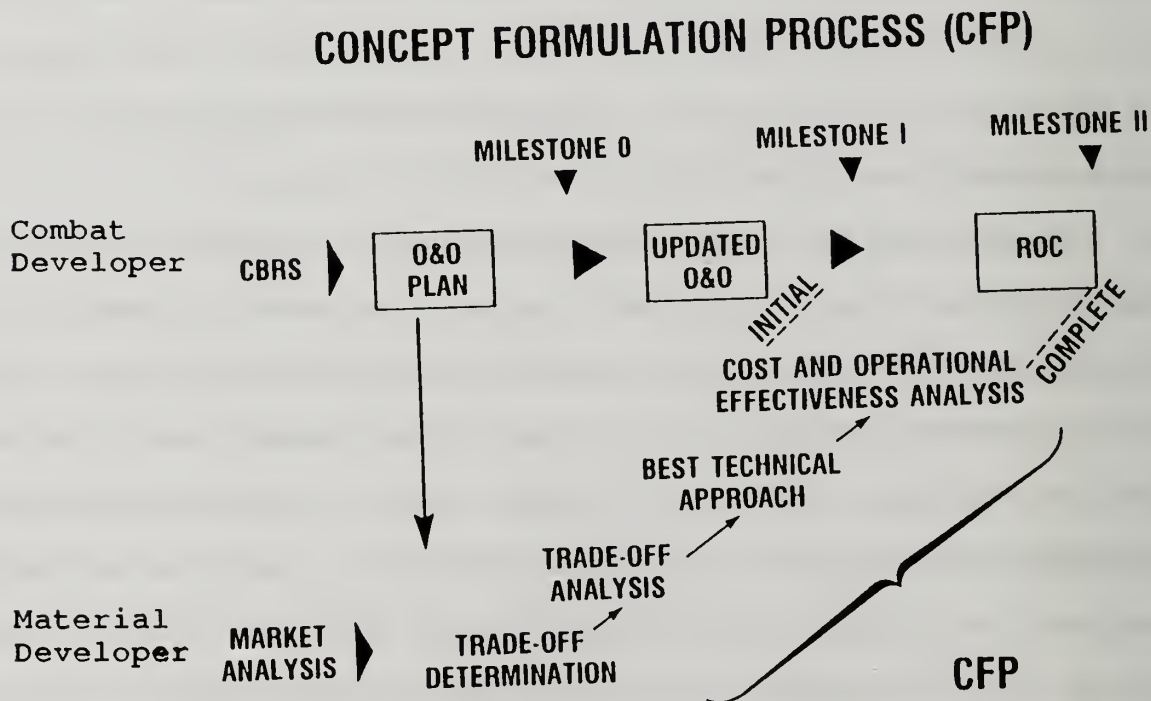 CONCEPT FORMULATION PROCESS (CFP)
MILESTONE 0
MILESTONE I
MILESTONE II
Combat
Developer
CBRS
O&O
PLAN
UPDATED
O&O
ROC
INITIAL
COMPLETE
COST AND OPERATIONAL
EFFECTIVENESS ANALYSIS
BEST TECHNICAL
APPROACH
TRADE-OFF
ANALYSIS
Material
Developer
MARKET
ANALYSIS
TRADE-OFF
DETERMINATION
CFP